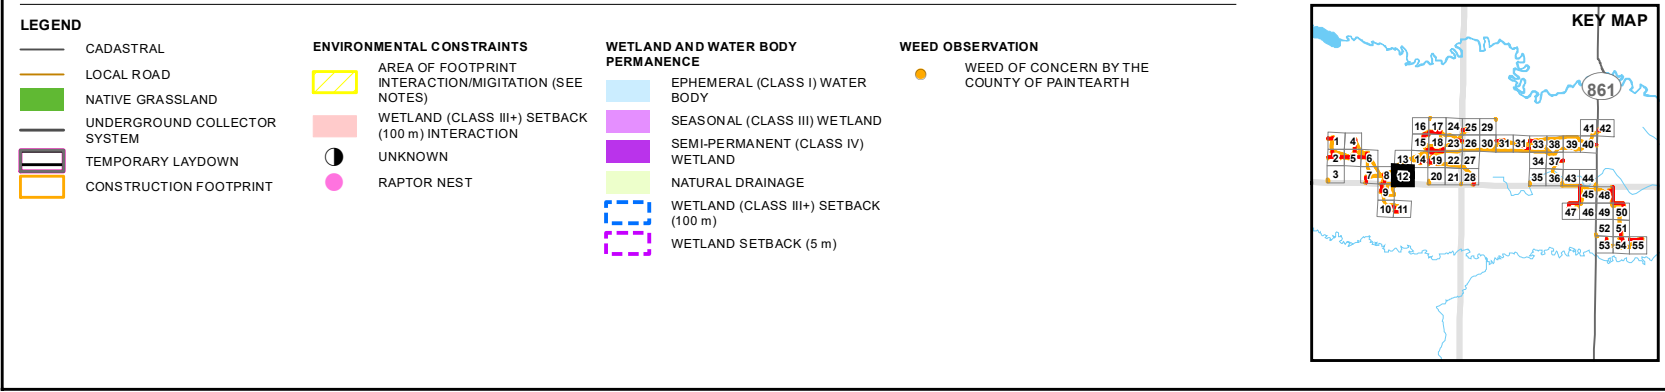 LEGEND
CADASTRAL
LOCAL ROAD
NATIVE GRASSLAND
UNDERGROUND COLLECTOR
SYSTEM
TEMPORARY LAYDOWN
CONSTRUCTION FOOTPRINT
ENVIRONMENTAL CONSTRAINTS
AREA OF FOOTPRINT
INTERACTION/MIGITATION (SEE
NOTES)
WETLAND (CLASS III+) SETBACK
(100 m) INTERACTION
UNKNOWN
RAPTOR NEST
WETLAND AND WATER BODY
PERMANENCE
EPHEMERAL (CLASS I) WATER
BODY
SEASONAL (CLASS III) WETLAND
SEMI-PERMANENT (CLASS IV)
WETLAND
NATURAL DRAINAGE
WETLAND (CLASS III+) SETBACK
(100 m)
WETLAND SETBACK (5 m)
WEED OBSERVATION
WEED OF CONCERN BY THE
COUNTY OF PAINTEARTH
KEY MAP
861
16 17 24 25 29 41 42
1 4 15 18 23 26 30 31 31 33 38 39 40
2 5 6 13 14 19 22 27 34 37
3 7 8 12 20 21 28 35 36 43 44
9 45 48
10 11 47 46 49 50
52 51
53 54 55